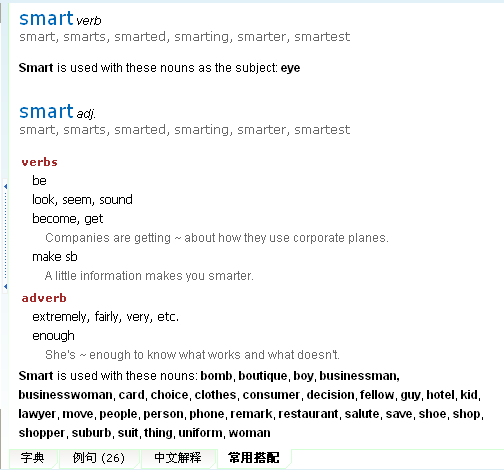 smart verb
smart, smarts, smarted, smarting, smarter, smartest
Smart is used with these nouns as the subject: eye
smart adj.
smart, smarts, smarted, smarting, smarter, smartest
verbs
be
look, seem, sound
become, get
Companies are getting ~ about how they use corporate planes.
make sb
A little information makes you smarter.
adverb
extremely, fairly, very, etc.
enough
She's ~ enough to know what works and what doesn't.
Smart is used with these nouns: bomb, boutique, boy, businessman,
businesswoman, card, choice, clothes, consumer, decision, fellow, guy, hotel, kid,
lawyer, move, people, person, phone, remark, restaurant, salute, save, shoe, shop,
shopper, suburb, suit, thing, uniform, woman
字典 例句 (26) 中文解释 常用搭配